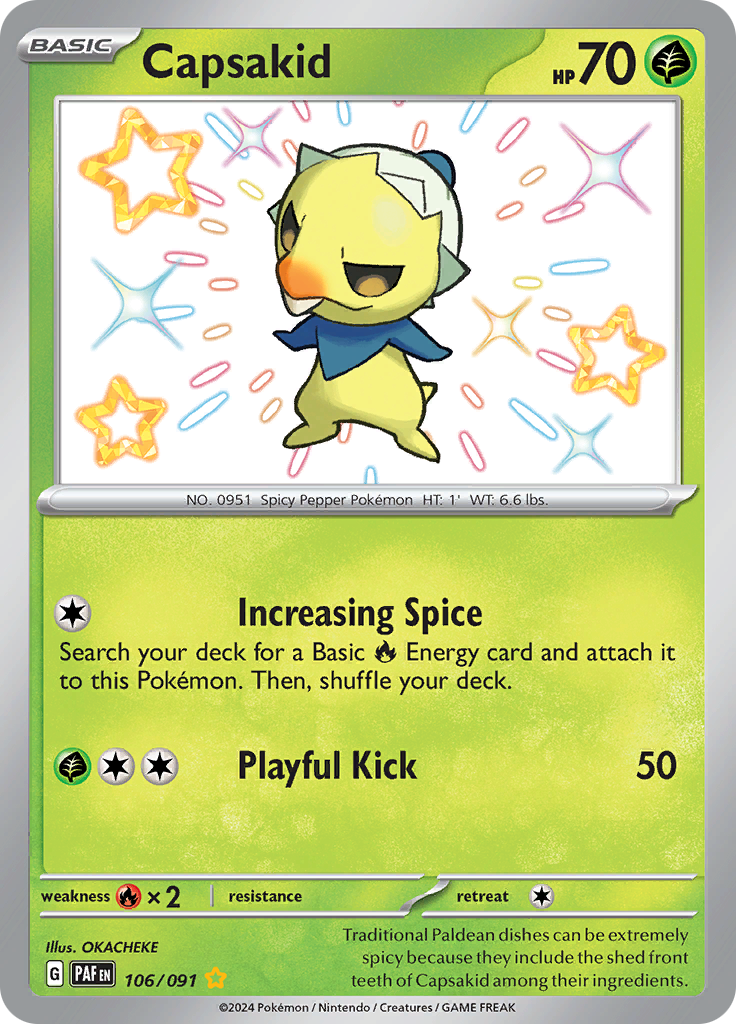 BASIC
Capsakid
HP 70
NO. 0951 Spicy Pepper Pokémon HT: 1' WT: 6.6 lbs.
Increasing Spice
Search your deck for a Basic Energy card and attach it
to this Pokémon. Then, shuffle your deck.
Playful Kick 50
weakness ×2 resistance retreat
Illus. OKACHEKE
G PAF EN 106/091
Traditional Paldean dishes can be extremely
spicy because they include the shed front
teeth of Capsakid among their ingredients.
©2024 Pokémon / Nintendo / Creatures / GAME FREAK